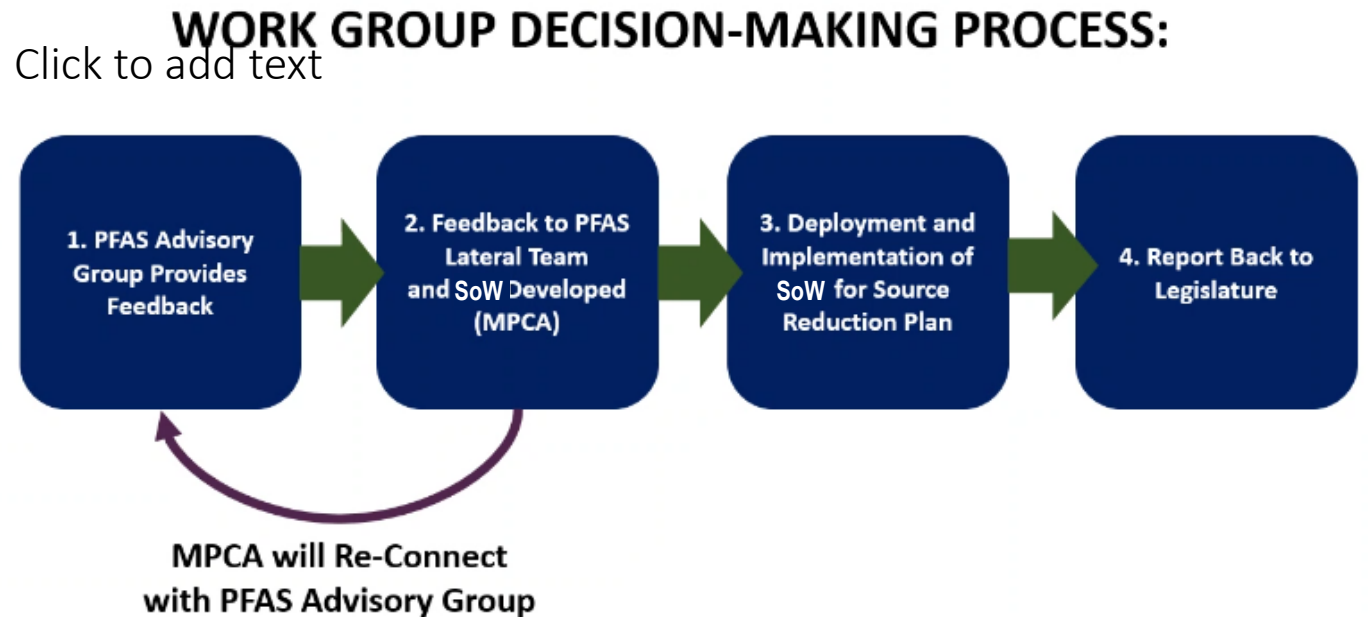 WORK GROUP DECISION-MAKING PROCESS:
Click to add text
1. PFAS Advisory
Group Provides
Feedback
2. Feedback to PFAS
Lateral Team
and SoW Developed
(MPCA)
3. Deployment and
Implementation of
SoW for Source
Reduction Plan
4. Report Back to
Legislature
MPCA will Re-Connect
with PFAS Advisory Group